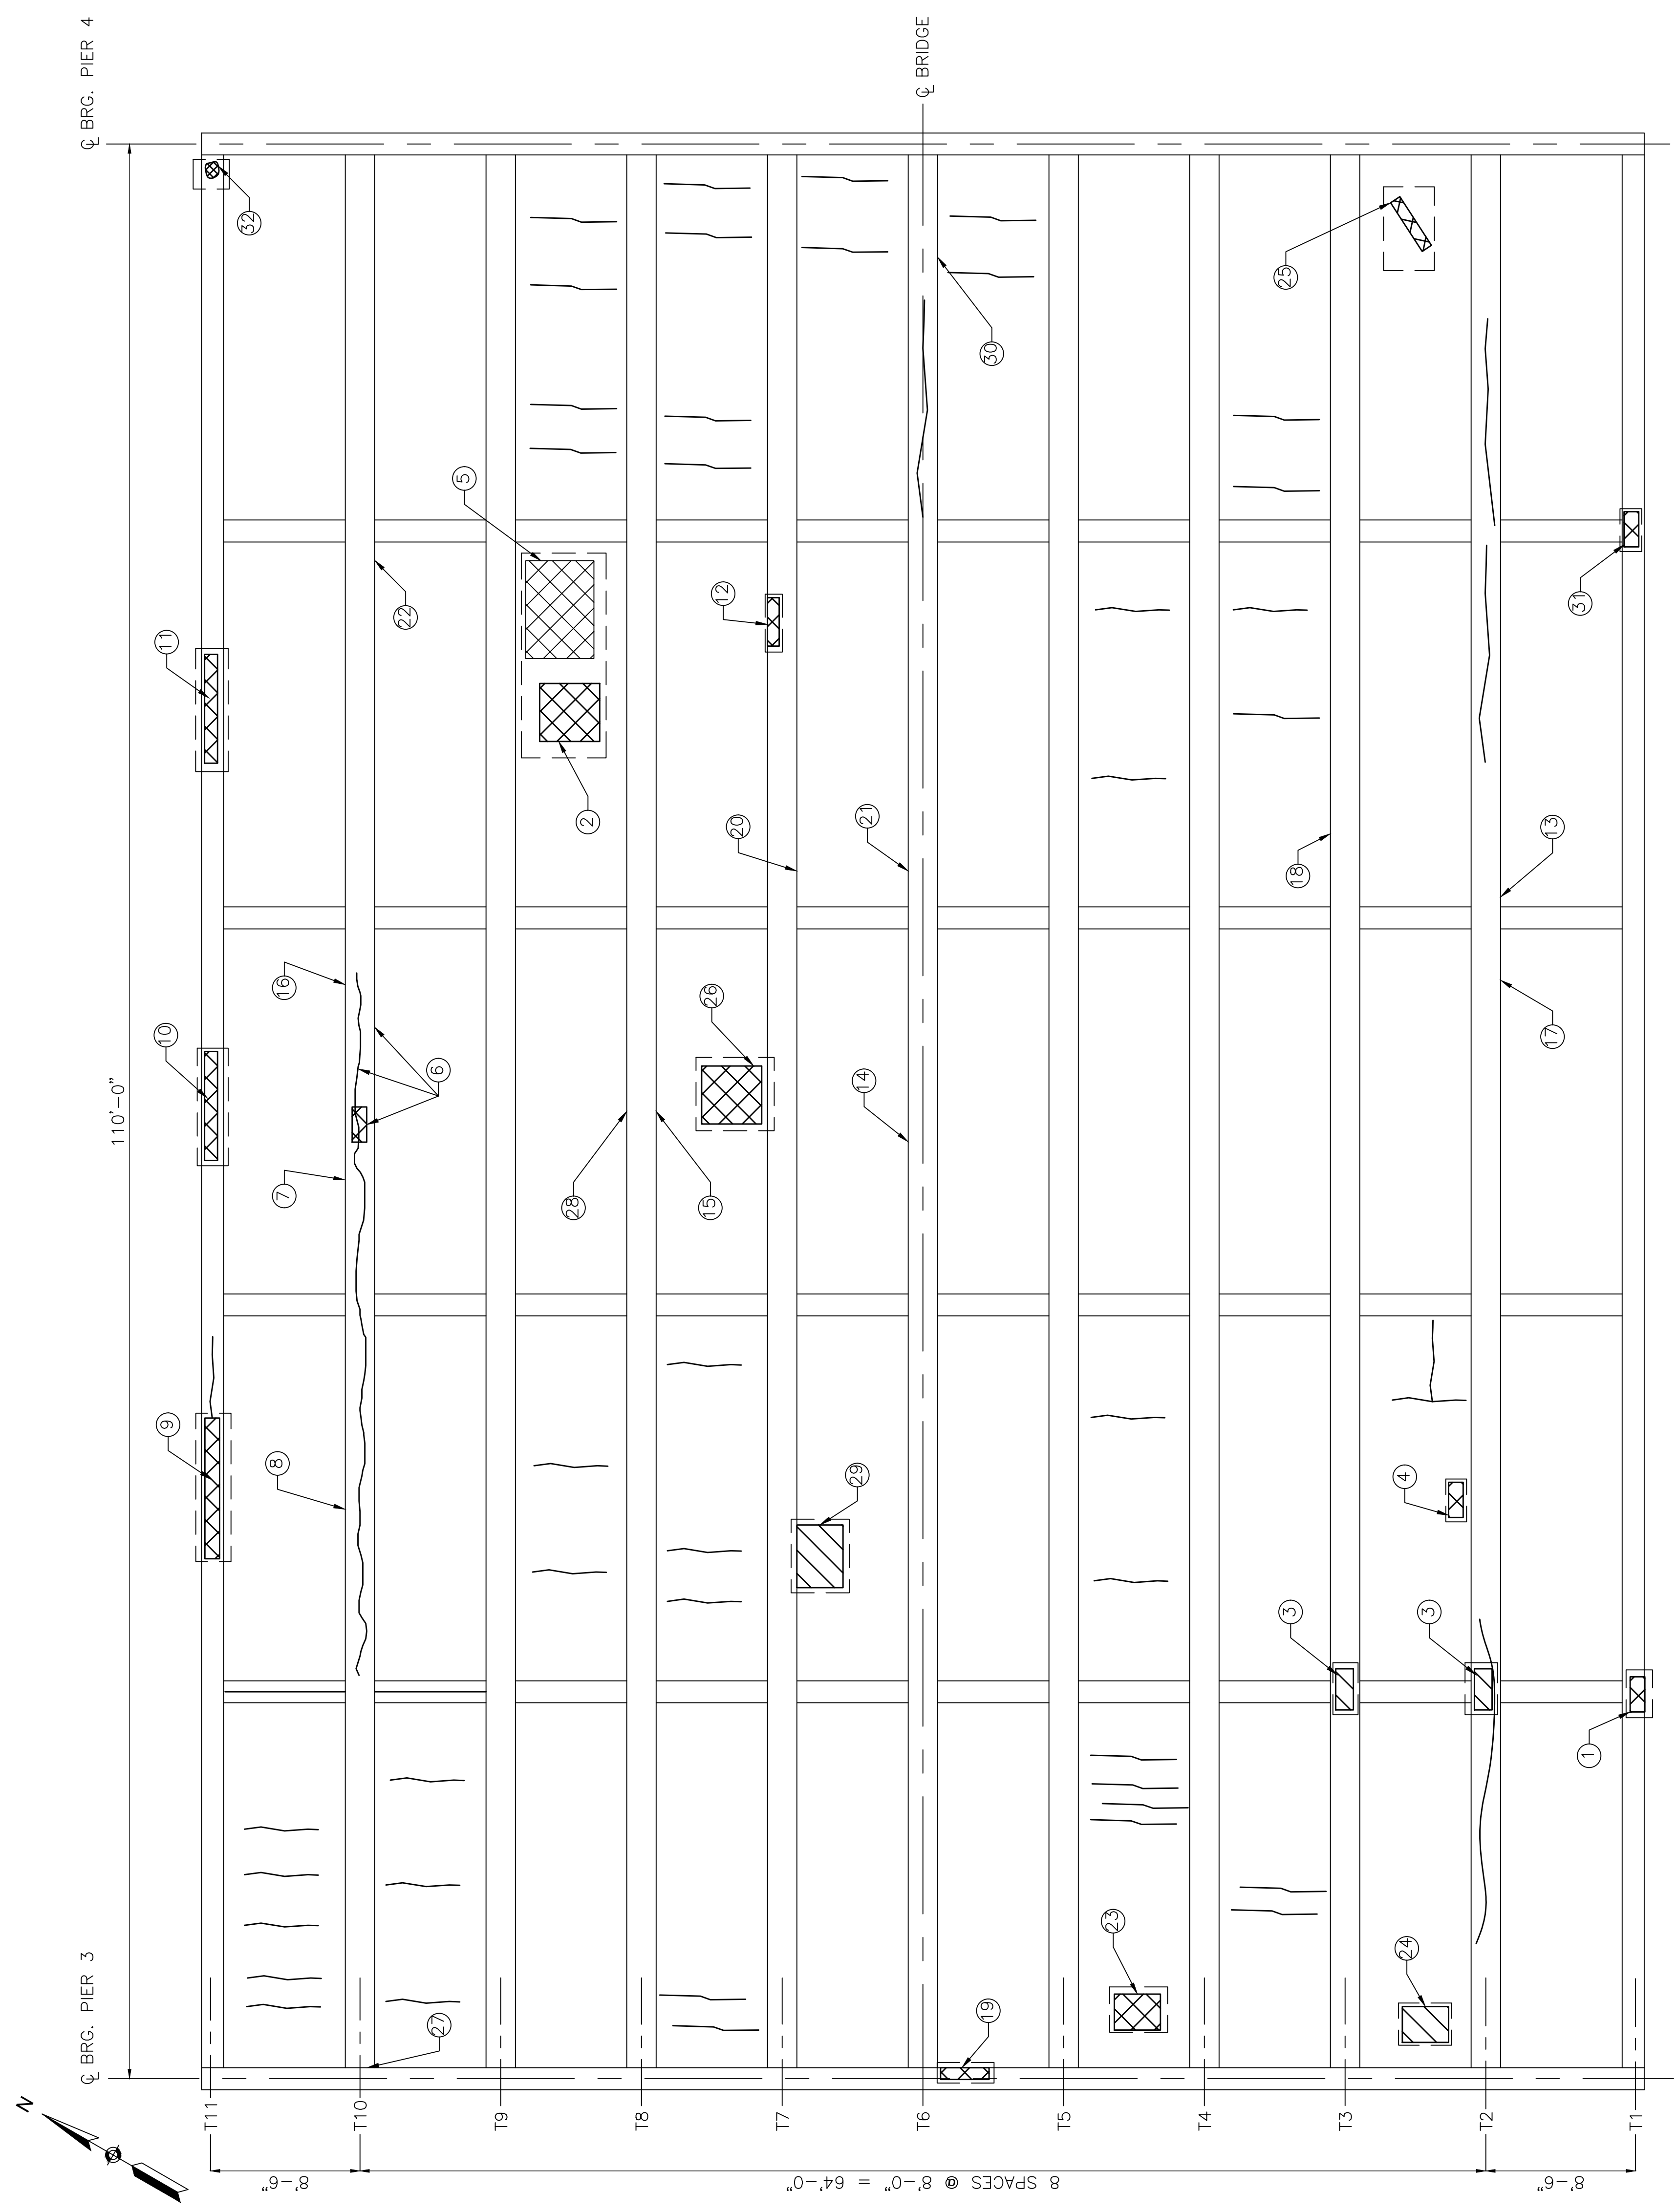 ℄ BRG. PIER 3
℄ BRG. PIER 4
110'-0"
N
8'-6"
8 SPACES @ 8'-0" = 64'-0"
8'-6"
T11
T10
T9
T8
T7
T6
T5
T4
T3
T2
T1
℄ BRIDGE
9
10
11
32
8
7
16
27
6
22
5
28
2
15
26
20
12
29
14
21
19
30
23
3
18
25
24
3
4
1
17
13
31